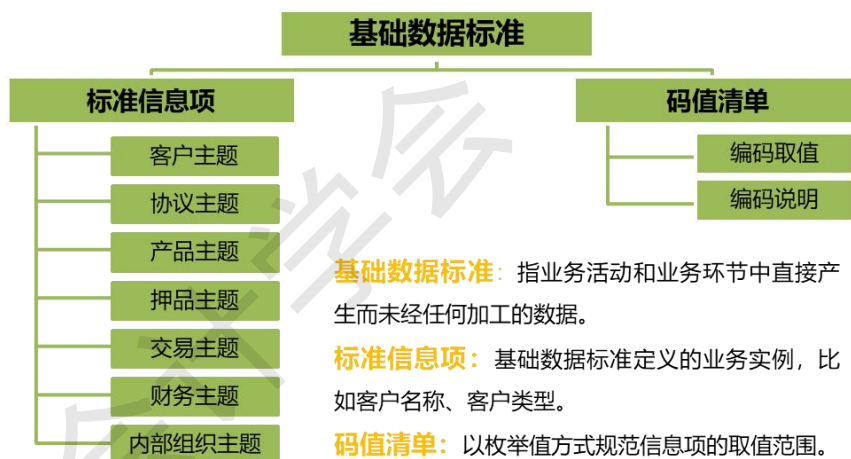 基础数据标准
标准信息项
码值清单
客户主题
协议主题
产品主题
押品主题
交易主题
财务主题
内部组织主题
编码取值
编码说明
基础数据标准：指业务活动和业务环节中直接产
生而未经任何加工的数据。
标准信息项：基础数据标准定义的业务实例，比
如客户名称、客户类型。
码值清单：以枚举值方式规范信息项的取值范围。
会计学会